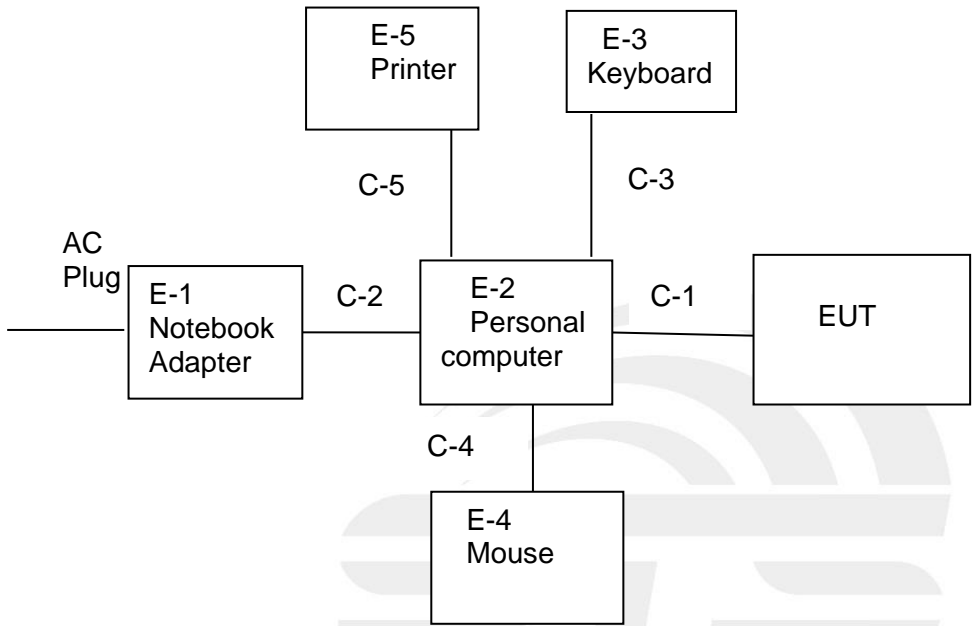 E-5
Printer
E-3
Keyboard
C-5
C-3
AC
Plug
E-1
Notebook
Adapter
C-2
E-2
Personal
computer
C-1
EUT
C-4
E-4
Mouse